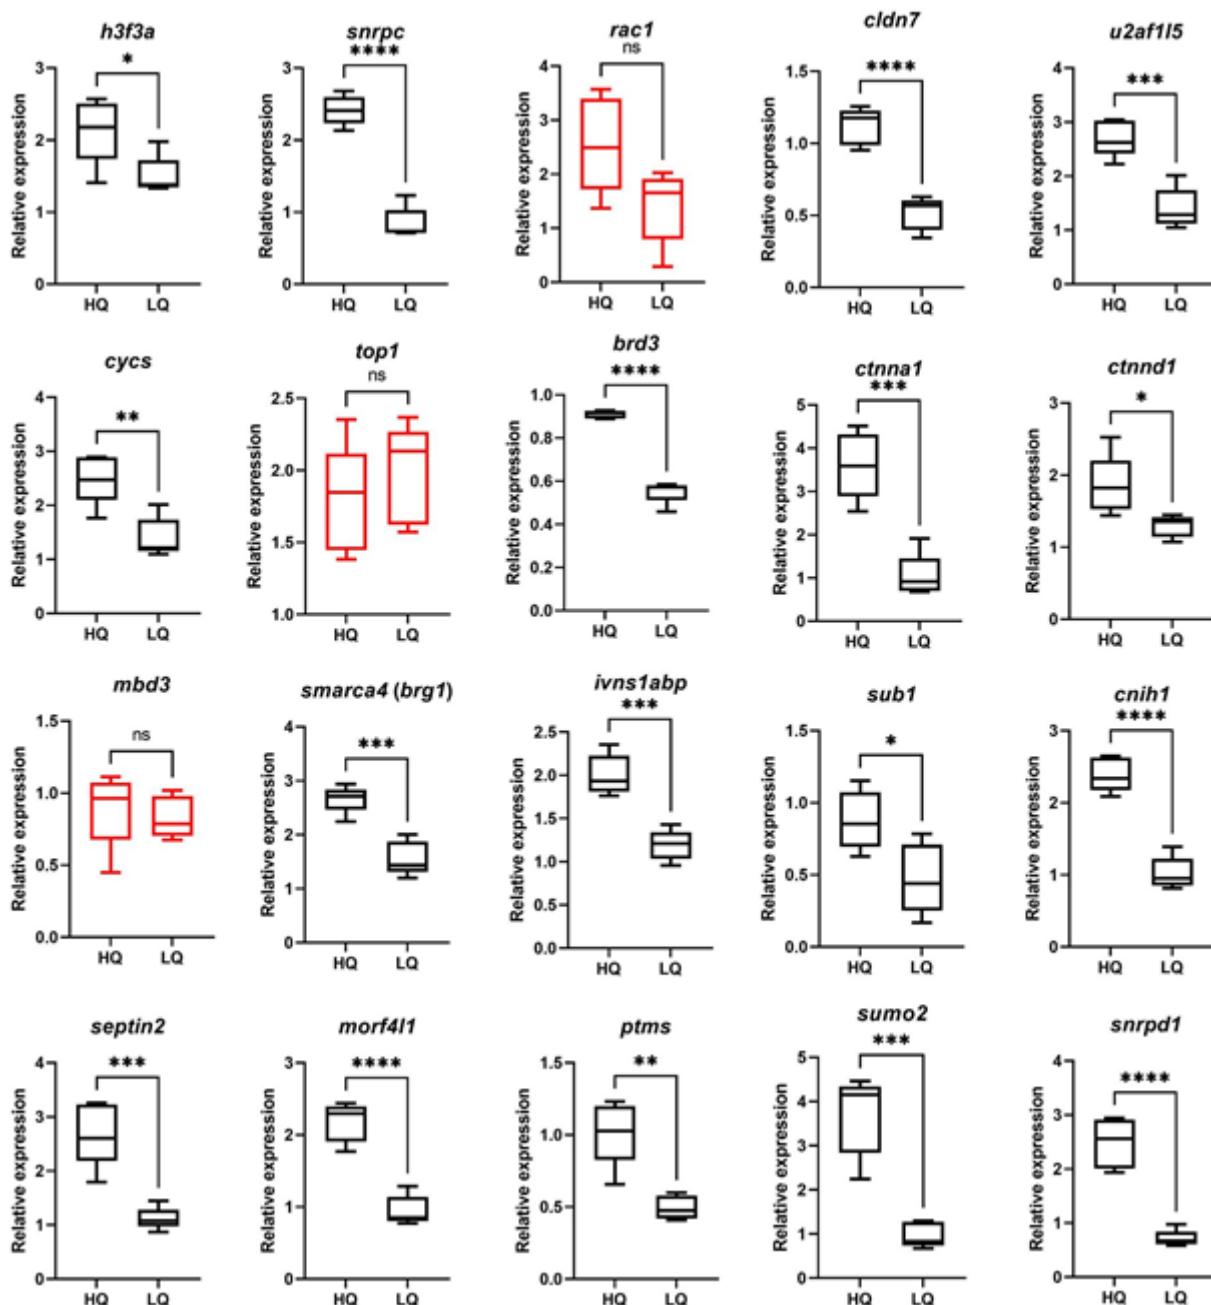 h3f3a
*
Relative expression
3
2
1
0
HQ LQ
snrpc
****
Relative expression
3
2
1
0
HQ LQ
rac1
ns
Relative expression
4
3
2
1
0
HQ LQ
cldn7
****
Relative expression
1.5
1.0
0.5
0.0
HQ LQ
u2af1l5
***
Relative expression
4
3
2
1
0
HQ LQ
cycs
**
Relative expression
4
3
2
1
0
HQ LQ
top1
ns
Relative expression
2.5
2.0
1.5
1.0
HQ LQ
brd3
****
Relative expression
1.0
0.8
0.6
0.4
0.2
0.0
HQ LQ
ctnna1
***
Relative expression
5
4
3
2
1
0
HQ LQ
ctnnd1
*
Relative expression
3
2
1
0
HQ LQ
mbd3
ns
Relative expression
1.5
1.0
0.5
0.0
HQ LQ
smarca4 (brg1)
***
Relative expression
4
3
2
1
0
HQ LQ
ivns1abp
***
Relative expression
2.5
2.0
1.5
1.0
0.5
0.0
HQ LQ
sub1
*
Relative expression
1.5
1.0
0.5
0.0
HQ LQ
cnih1
****
Relative expression
3
2
1
0
HQ LQ
septin2
***
Relative expression
4
3
2
1
0
HQ LQ
morf4l1
****
Relative expression
3
2
1
0
HQ LQ
ptms
**
Relative expression
1.5
1.0
0.5
0.0
HQ LQ
sumo2
***
Relative expression
5
4
3
2
1
0
HQ LQ
snrpd1
****
Relative expression
4
3
2
1
0
HQ LQ